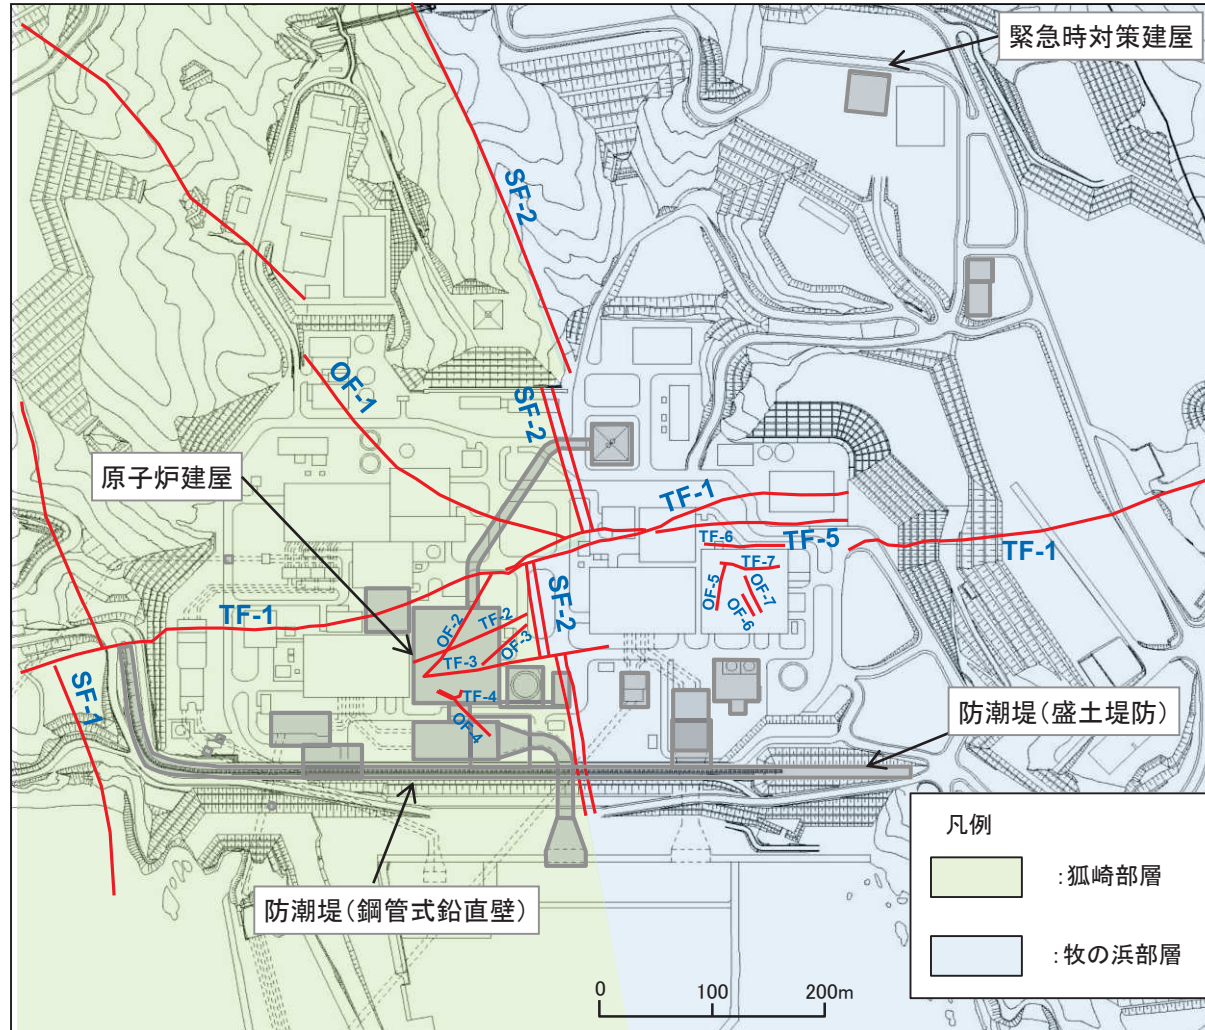 緊急時対策建屋
SF-2
OF-1
SF-2
原子炉建屋
TF-1
TF-6
TF-5
TF-1
TF-7
OF-5
OF-7
OF-6
SF-2
TF-1
OF-2
TF-2
OF-3
TF-3
SF-1
TF-4
OF-4
防潮堤(盛土堤防)
防潮堤(鋼管式鉛直壁)
凡例
:狐崎部層
:牧の浜部層
0 100 200m